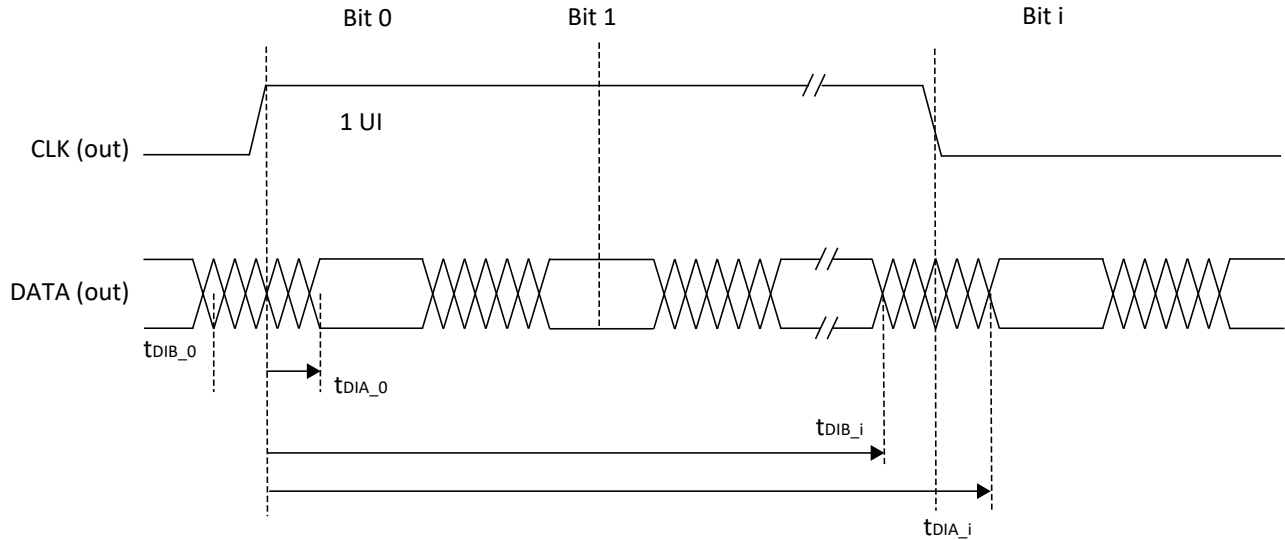 Bit 0 Bit 1 Bit i
1 UI
CLK (out)
DATA (out)
tDIB_0
tDIA_0
tDIB_i
tDIA_i